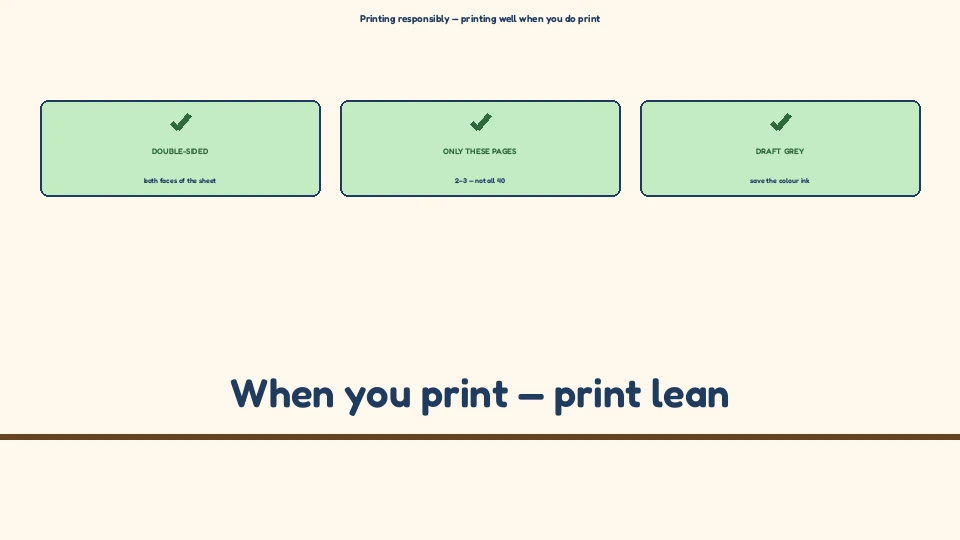 Printing responsibly — printing well when you do print
DOUBLE-SIDED
both faces of the sheet
ONLY THESE PAGES
2–3 — not all 40
DRAFT GREY
save the colour ink
When you print — print lean